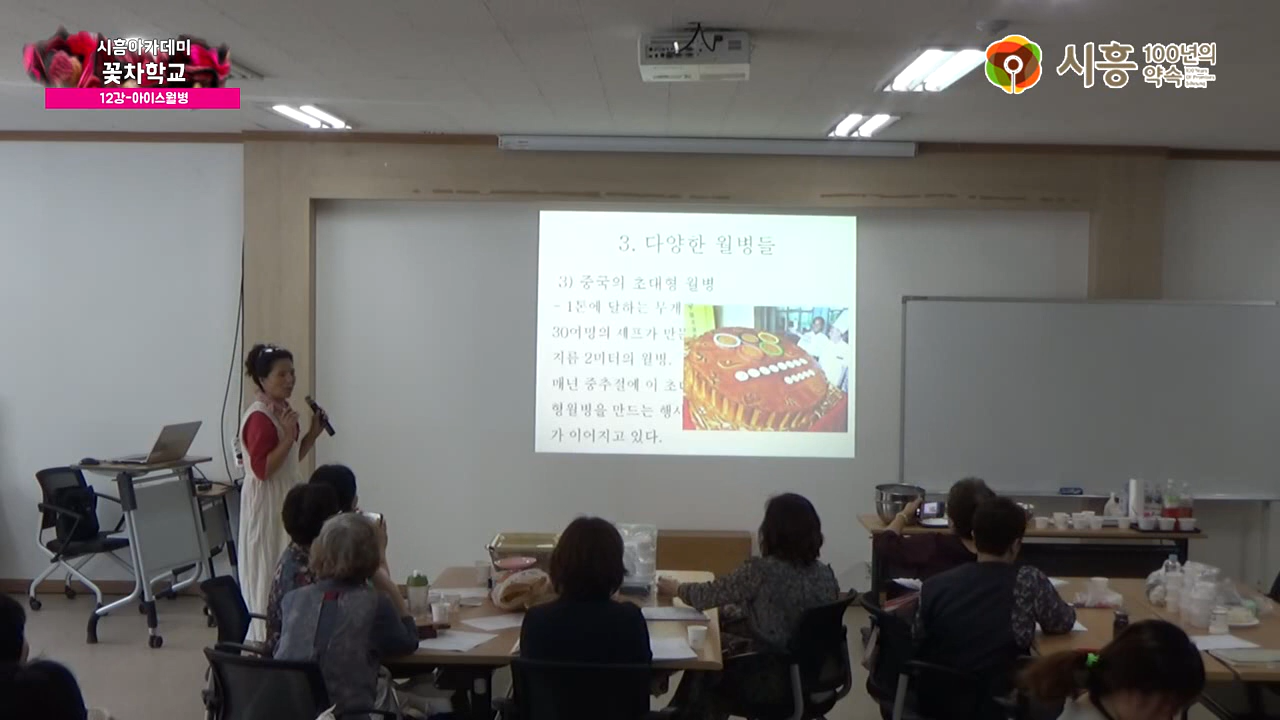 시흥아카데미
꽃차학교
12강-아이스월병
시흥 100년의
약속
3. 다양한 월병들
3) 중국의 초대형 월병
- 1톤에 달하는 무게
30여명의 셰프가 만든
지름 2미터의 월병.
매년 중추절에 이 초대
형월병을 만드는 행사
가 이어지고 있다.